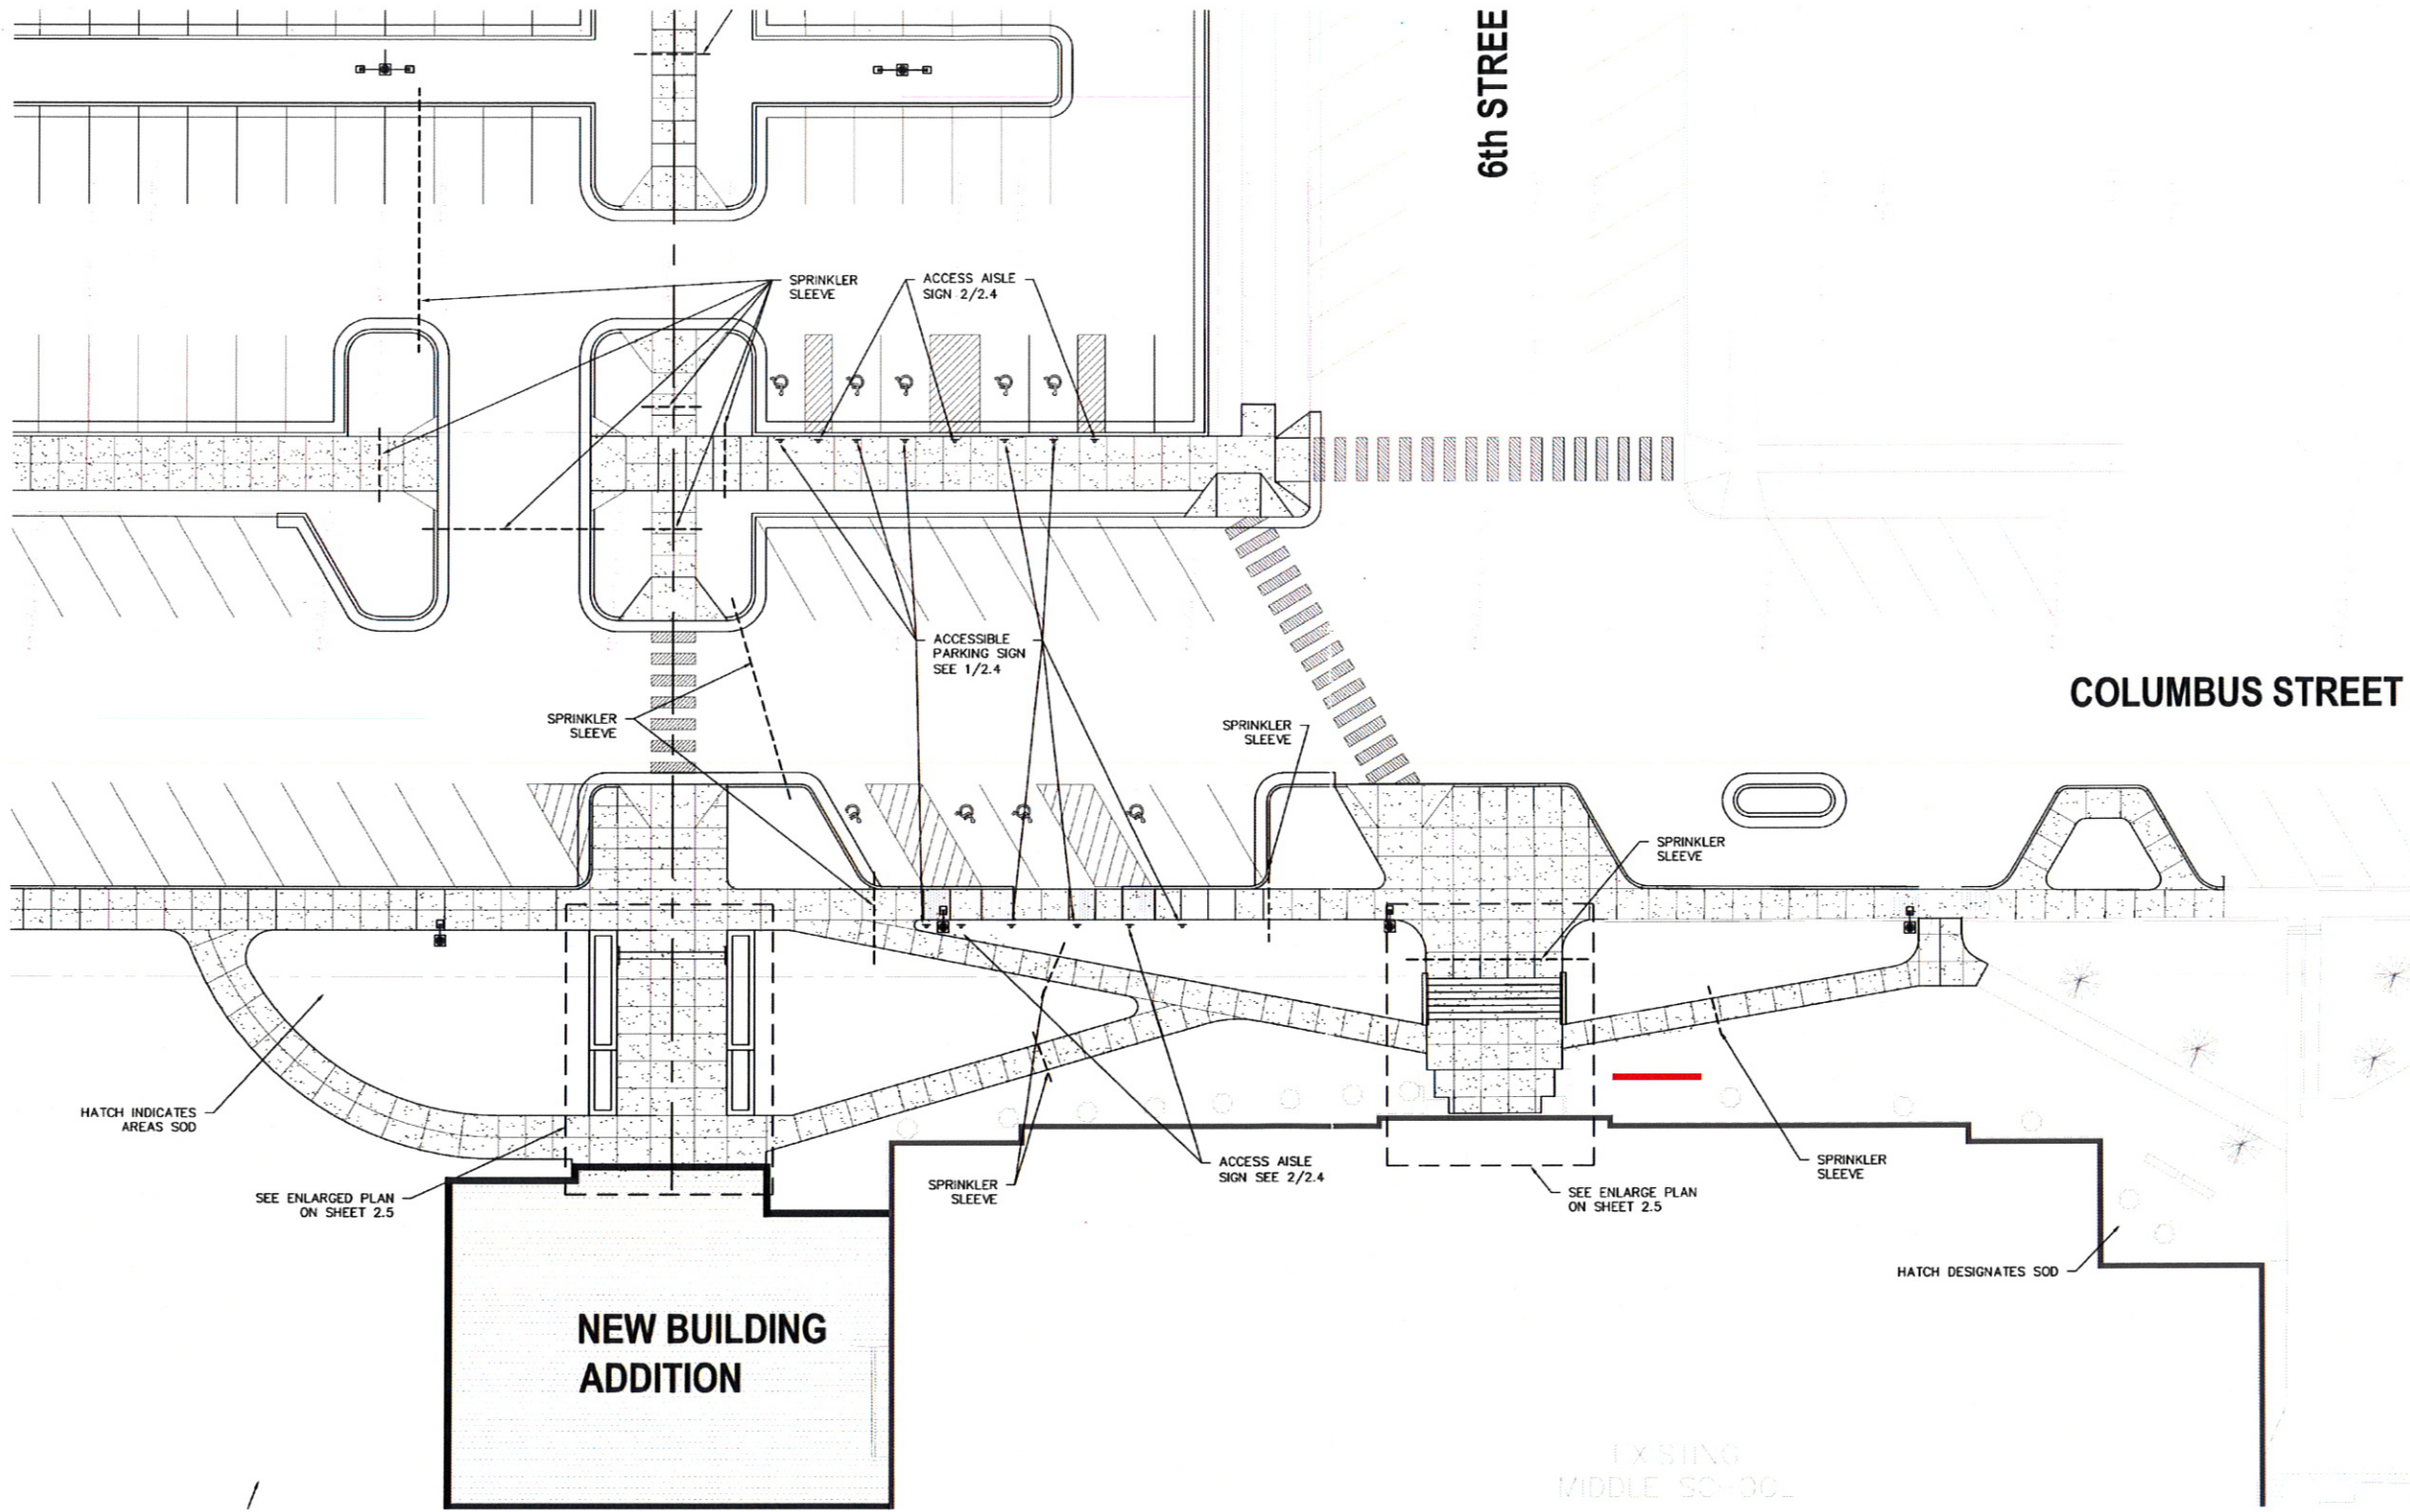 6th STREE
SPRINKLER
SLEEVE
ACCESS AISLE
SIGN 2/2.4
ACCESSIBLE
PARKING SIGN
SEE 1/2.4
COLUMBUS STREET
SPRINKLER
SLEEVE
SPRINKLER
SLEEVE
SPRINKLER
SLEEVE
HATCH INDICATES
AREAS SOD
SEE ENLARGED PLAN
ON SHEET 2.5
SPRINKLER
SLEEVE
ACCESS AISLE
SIGN SEE 2/2.4
SEE ENLARGE PLAN
ON SHEET 2.5
SPRINKLER
SLEEVE
HATCH DESIGNATES SOD
NEW BUILDING
ADDITION
MIDDLE